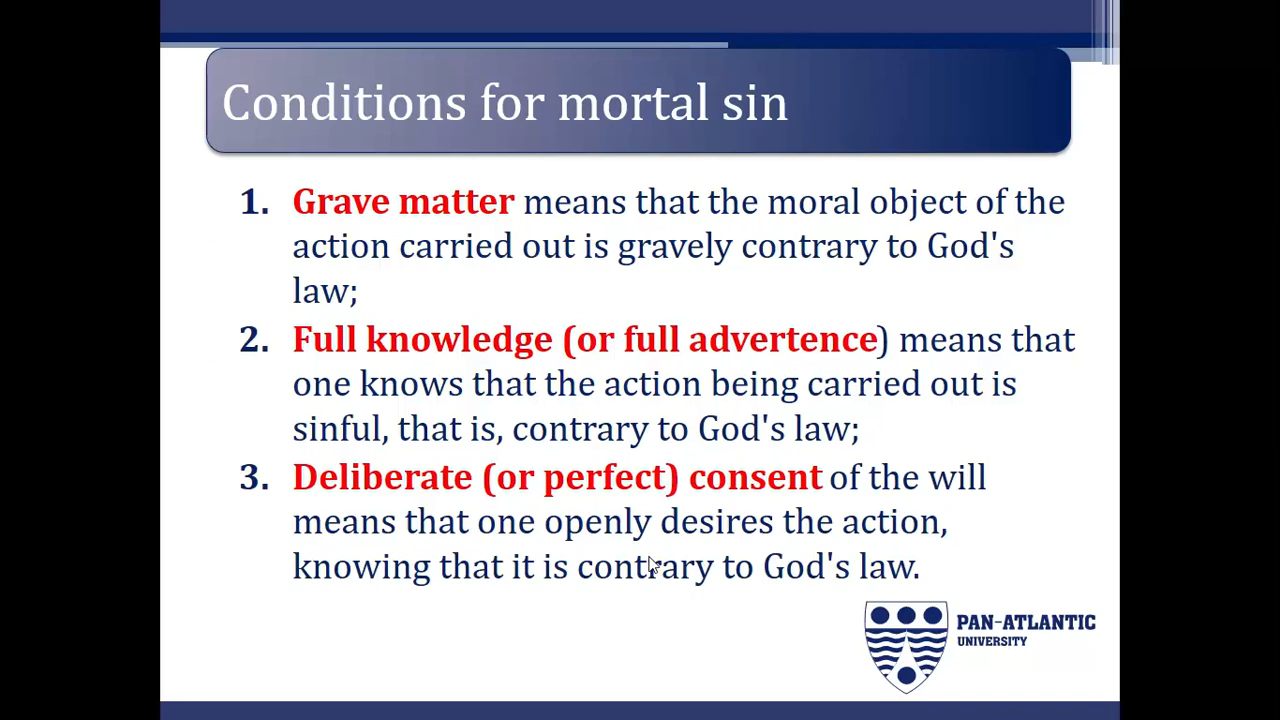 Conditions for mortal sin
1. Grave matter means that the moral object of the
action carried out is gravely contrary to God's
law;
2. Full knowledge (or full advertence) means that
one knows that the action being carried out is
sinful, that is, contrary to God's law;
3. Deliberate (or perfect) consent of the will
means that one openly desires the action,
knowing that it is contrary to God's law.
PAN-ATLANTIC
UNIVERSITY